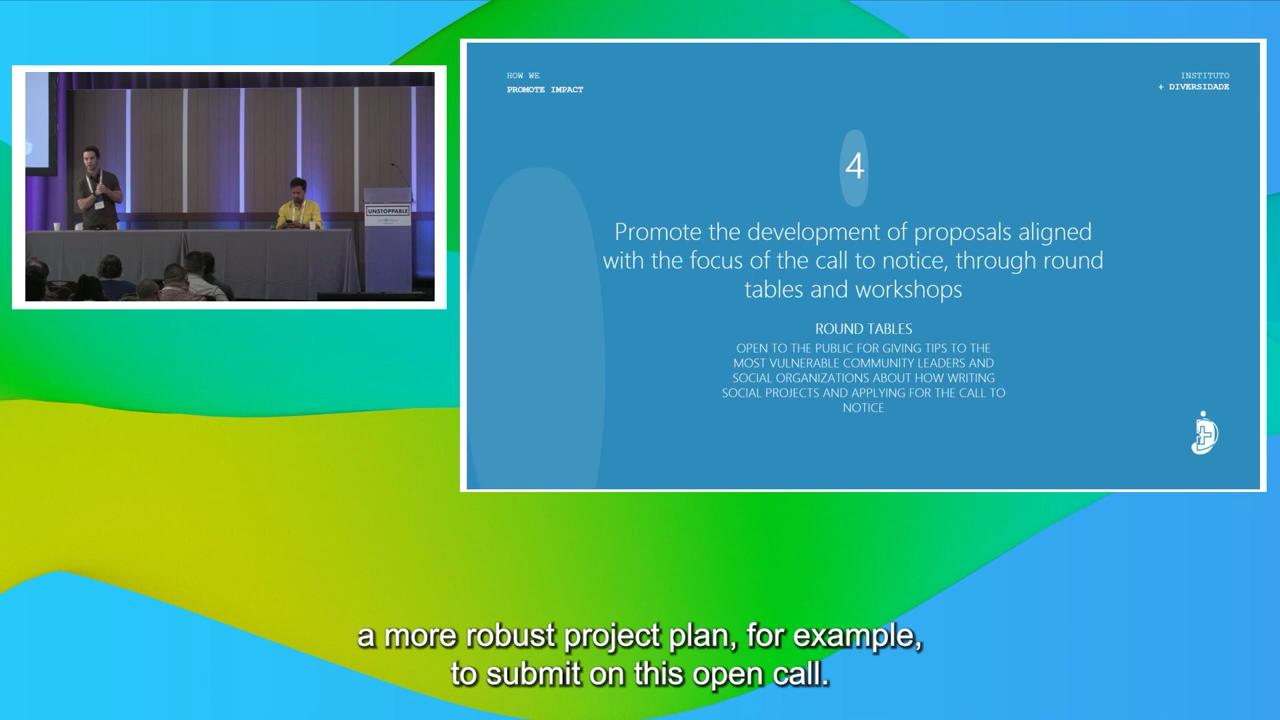 HOW WE
PROMOTE IMPACT
INSTITUTO
+ DIVERSIDADE
4
Promote the development of proposals aligned
with the focus of the call to notice, through round
tables and workshops
ROUND TABLES
OPEN TO THE PUBLIC FOR GIVING TIPS TO THE
MOST VULNERABLE COMMUNITY LEADERS AND
SOCIAL ORGANIZATIONS ABOUT HOW WRITING
SOCIAL PROJECTS AND APPLYING FOR THE CALL TO
NOTICE
UNSTOPPABLE
a more robust project plan, for example,
to submit on this open call.